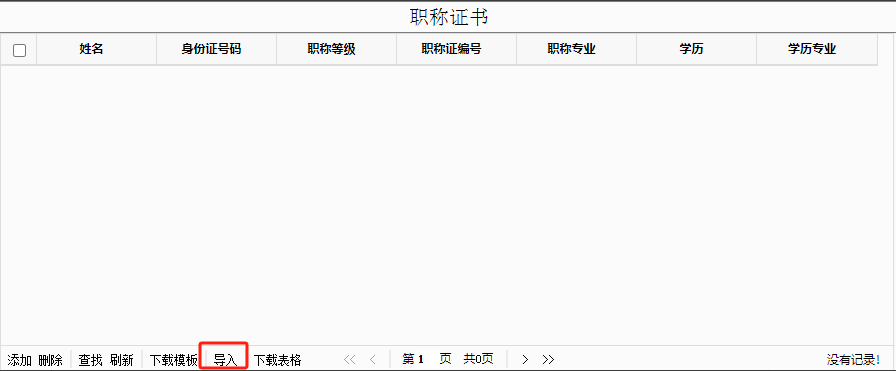 职称证书
姓名 身份证号码 职称等级 职称证编号 职称专业 学历 学历专业
添加 删除 查找 刷新 下载模板 导入 下载表格 第 1 页 共0页 没有记录!